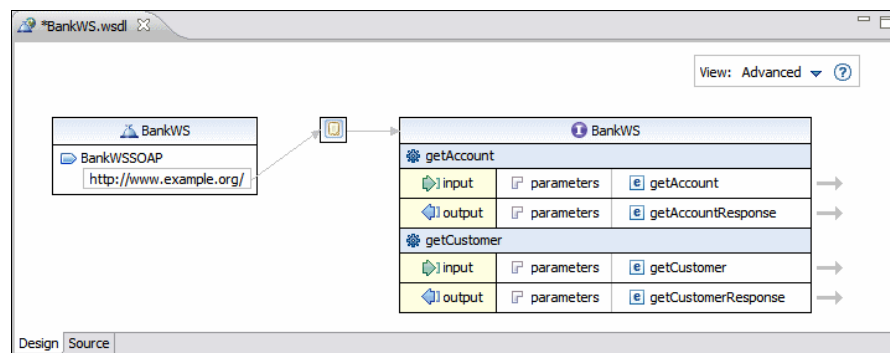 *BankWS.wsdl
View: Advanced ?
BankWS
BankWSSOAP
http://www.example.org/
I BankWS
getAccount
input parameters e getAccount
output parameters e getAccountResponse
getCustomer
input parameters e getCustomer
output parameters e getCustomerResponse
Design Source